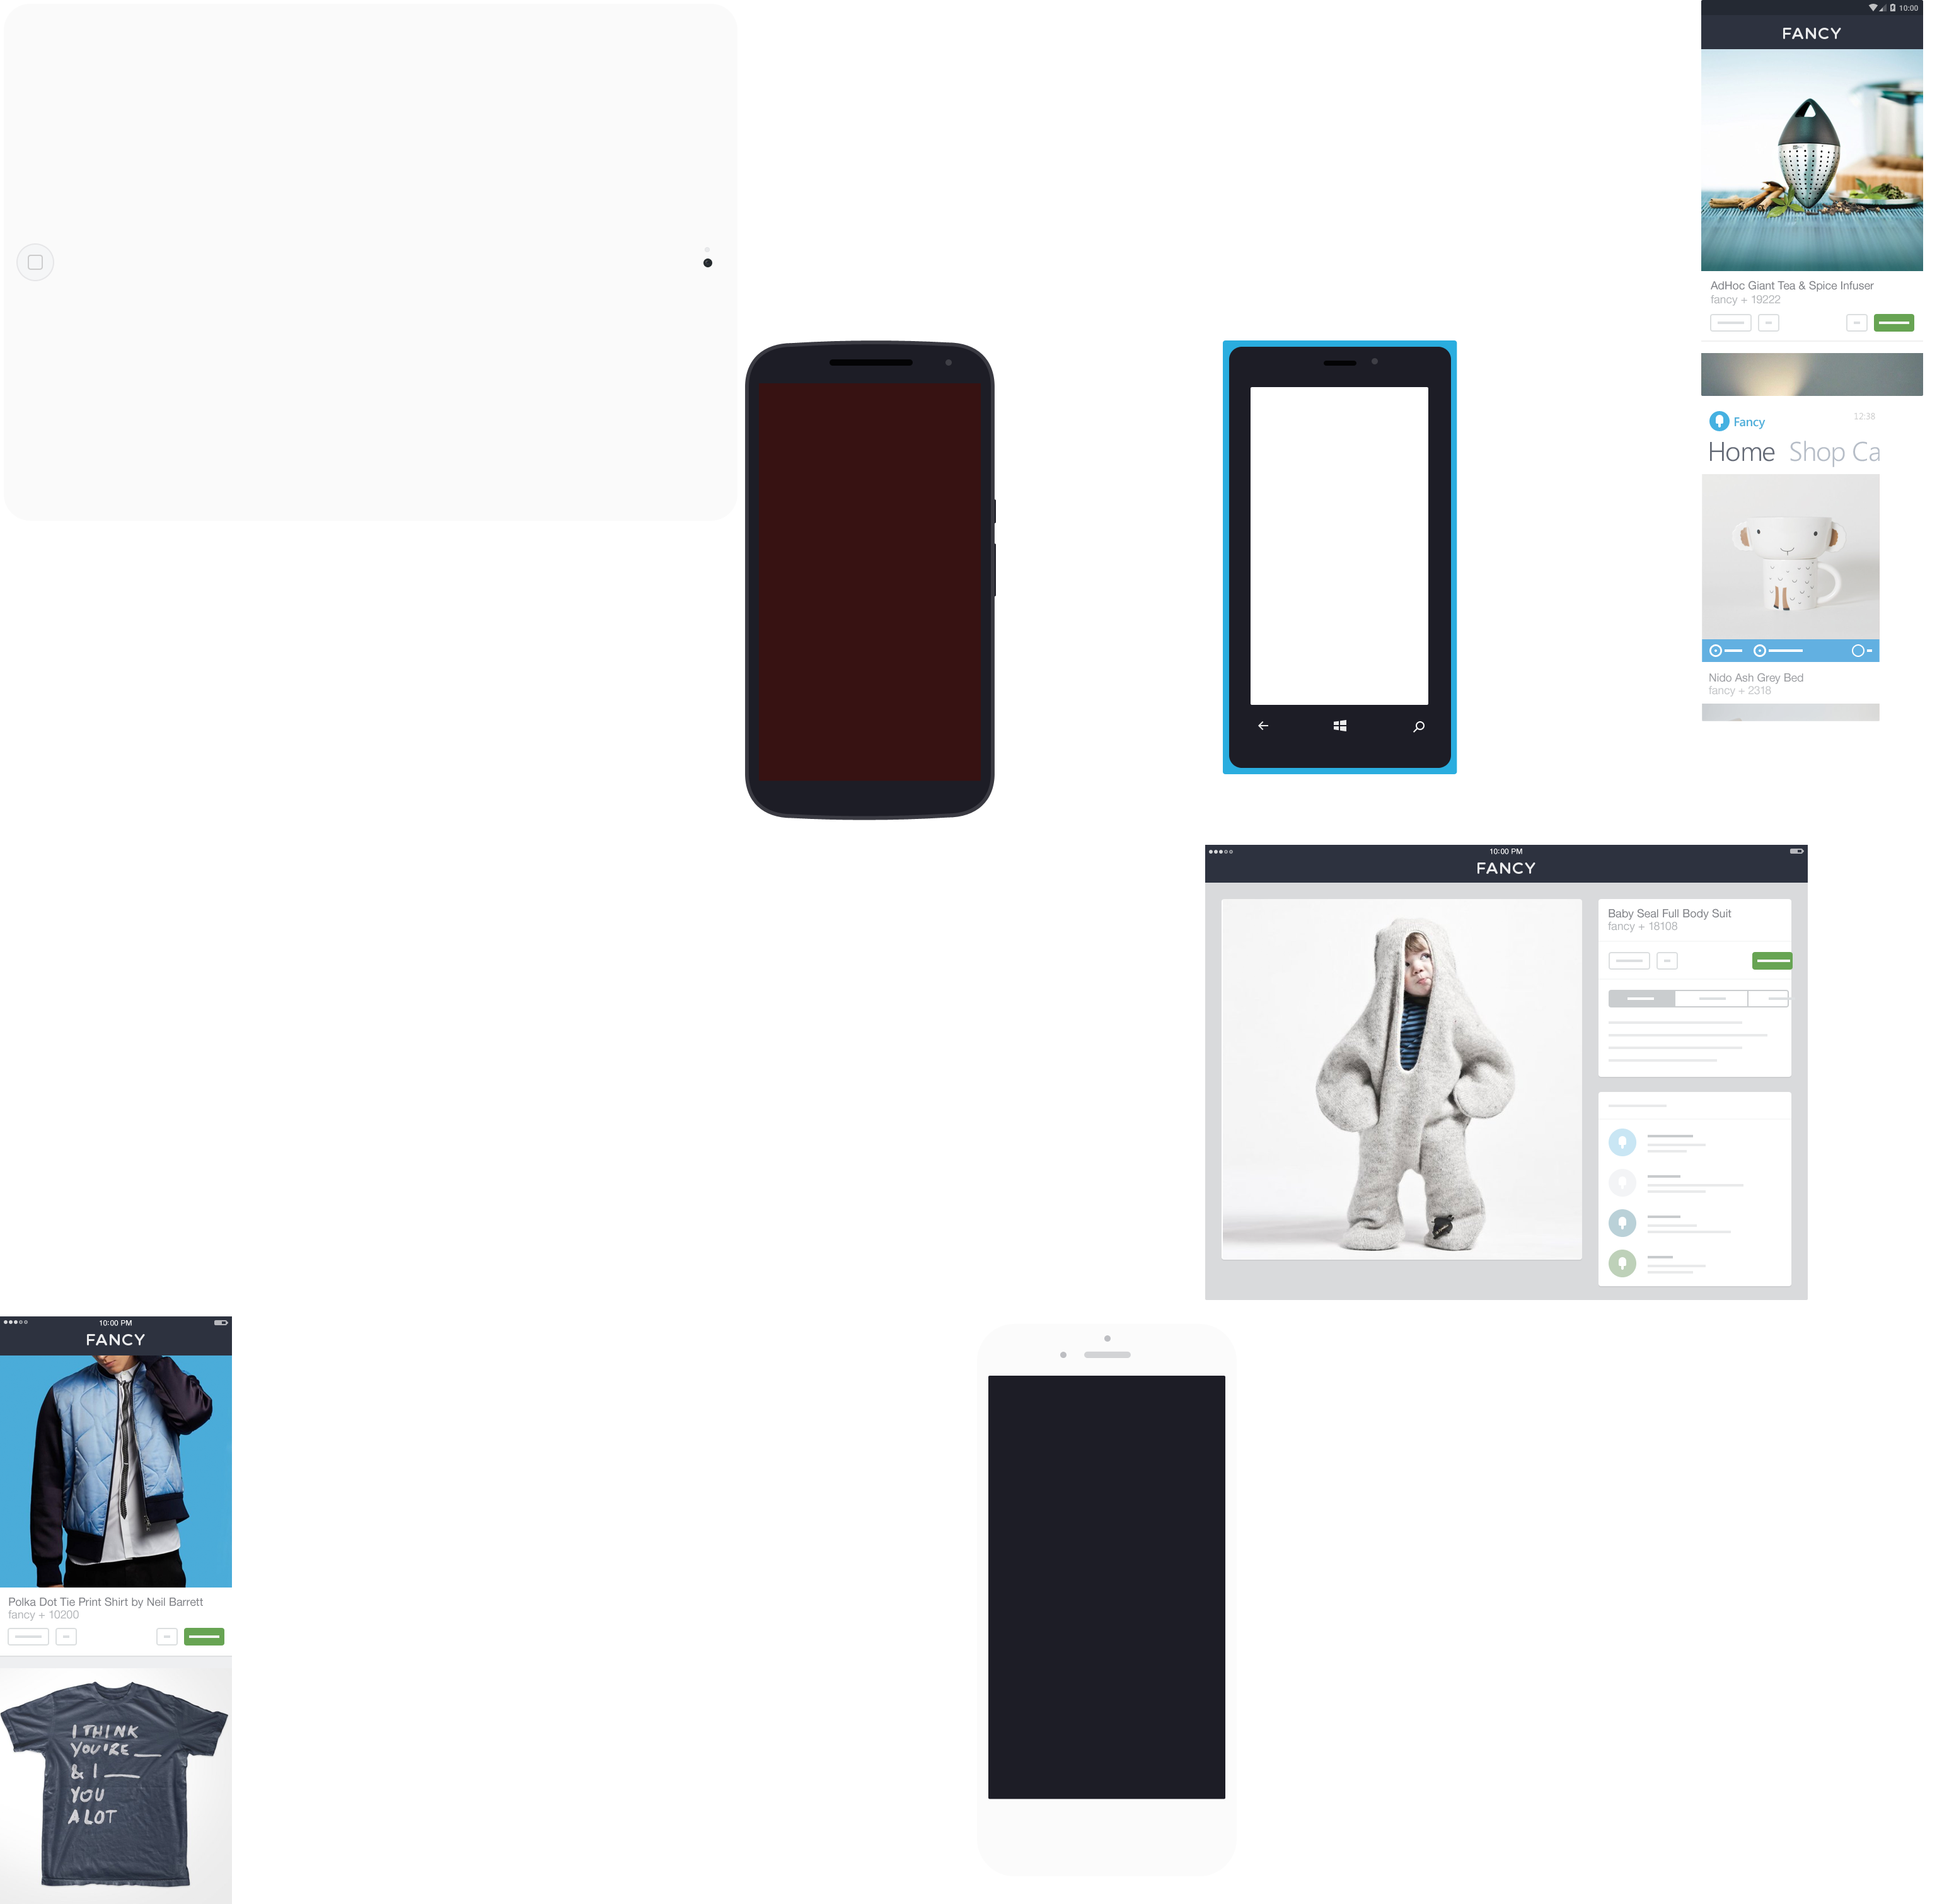 10:00
FANCY
AdHoc Giant Tea & Spice Infuser
fancy + 19222
Fancy
12:38
Home Shop Ca
Nido Ash Grey Bed
fancy + 2318
10:00 PM
FANCY
Baby Seal Full Body Suit
fancy + 18108
10:00 PM
FANCY
Polka Dot Tie Print Shirt by Neil Barrett
fancy + 10200
I THINK
YOU'RE __
& I __
YOU
A LOT